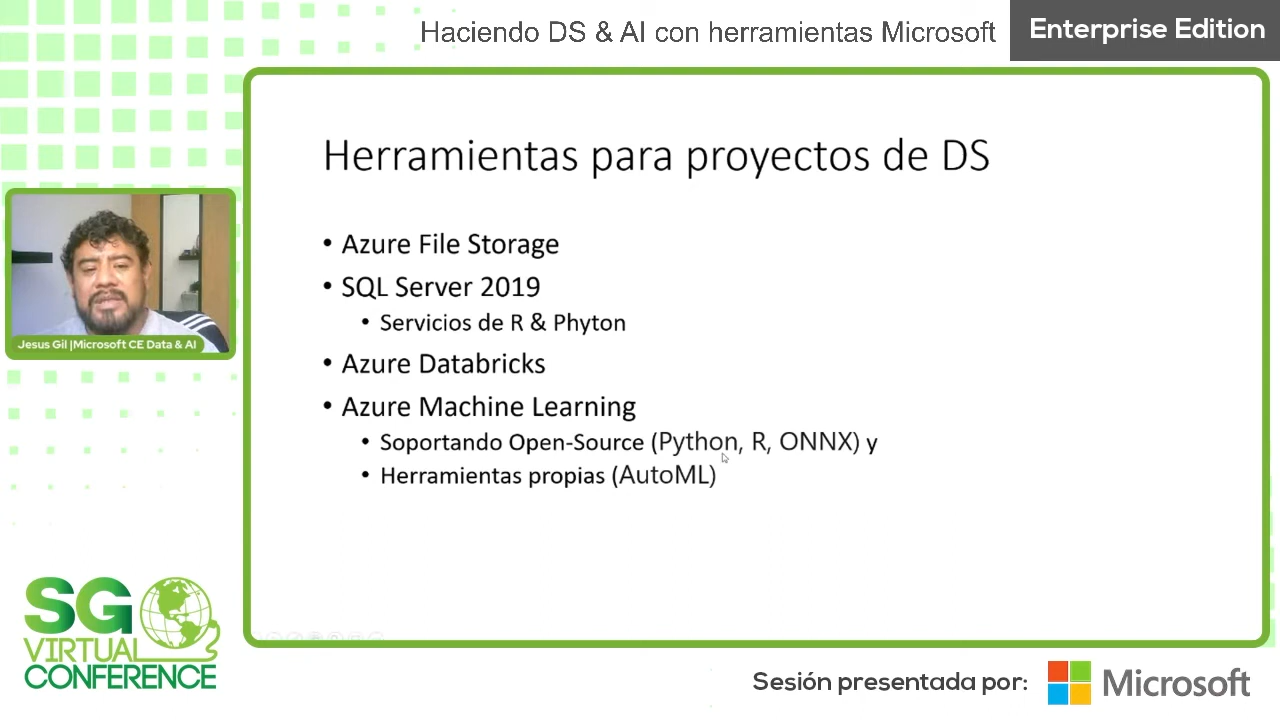 Haciendo DS & AI con herramientas Microsoft
Enterprise Edition
Herramientas para proyectos de DS
• Azure File Storage
• SQL Server 2019
• Servicios de R & Phyton
• Azure Databricks
• Azure Machine Learning
• Soportando Open-Source (Python, R, ONNX) y
• Herramientas propias (AutoML)
Jesus Gil |Microsoft CE Data & AI
SG
VIRTUAL
CONFERENCE
Sesión presentada por:
Microsoft